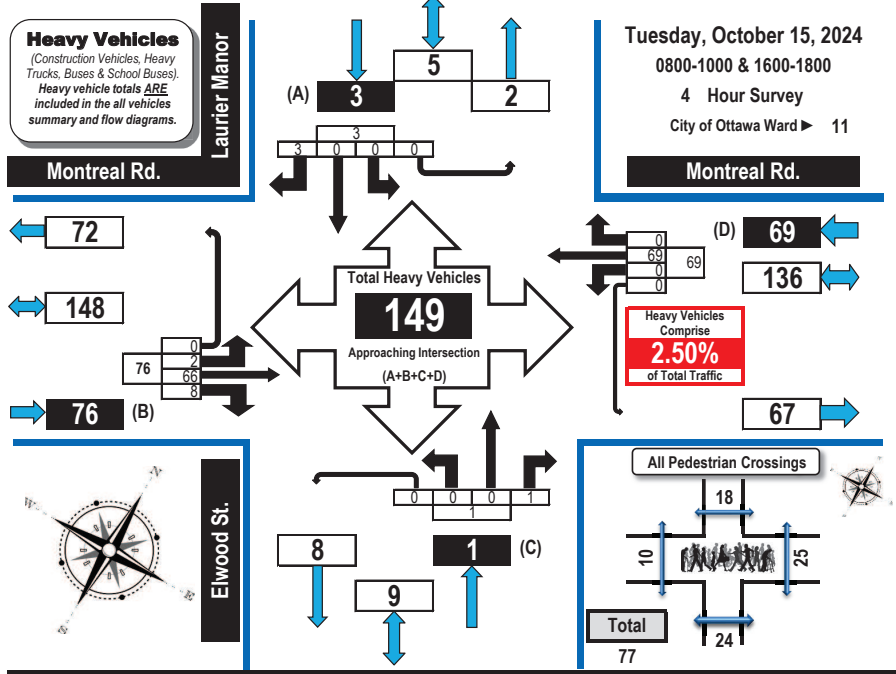 Heavy Vehicles
(Construction Vehicles, Heavy
Trucks, Buses & School Buses).
Heavy vehicle totals ARE
included in the all vehicles
summary and flow diagrams.
Laurier Manor
Montreal Rd.
(A)
3
5
2
3
3 0 0 0
Tuesday, October 15, 2024
0800-1000 & 1600-1800
4 Hour Survey
City of Ottawa Ward ► 11
Montreal Rd.
72
148
76
0
2
66
8
76
(B)
Total Heavy Vehicles
149
Approaching Intersection
(A+B+C+D)
0
69
0
0
69
(D)
69
136
Heavy Vehicles
Comprise
2.50%
of Total Traffic
67
N
W
E
S
Elwood St.
0 0 0 1
1
8
1
(C)
9
All Pedestrian Crossings
18
10
25
24
Total
77